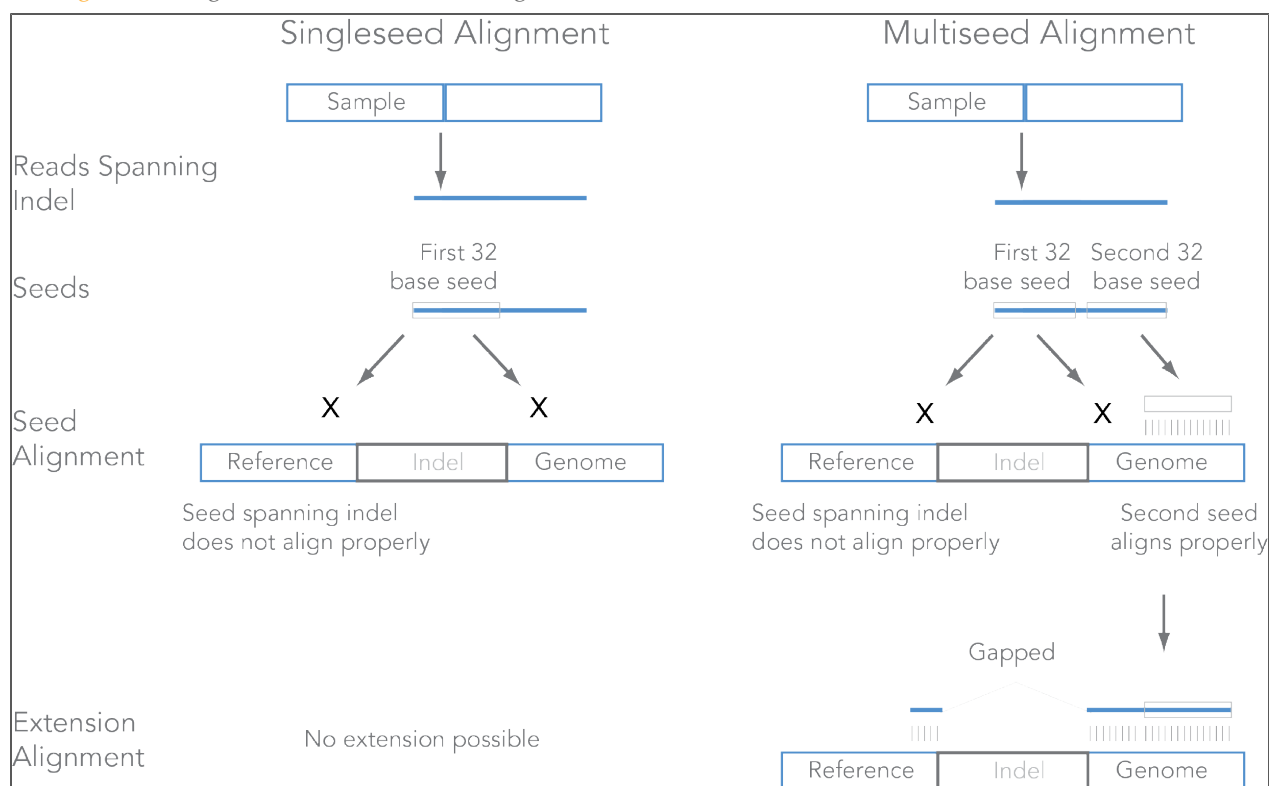 Singleseed Alignment
Multiseed Alignment
Sample
Sample
Reads Spanning
Indel
First 32
base seed
First 32
base seed
Second 32
base seed
Seeds
X
X
X
X
Seed
Alignment
Reference
Indel
Genome
Reference
Indel
Genome
Seed spanning indel
does not align properly
Seed spanning indel
does not align properly
Second seed
aligns properly
Gapped
Extension
Alignment
No extension possible
Reference
Indel
Genome